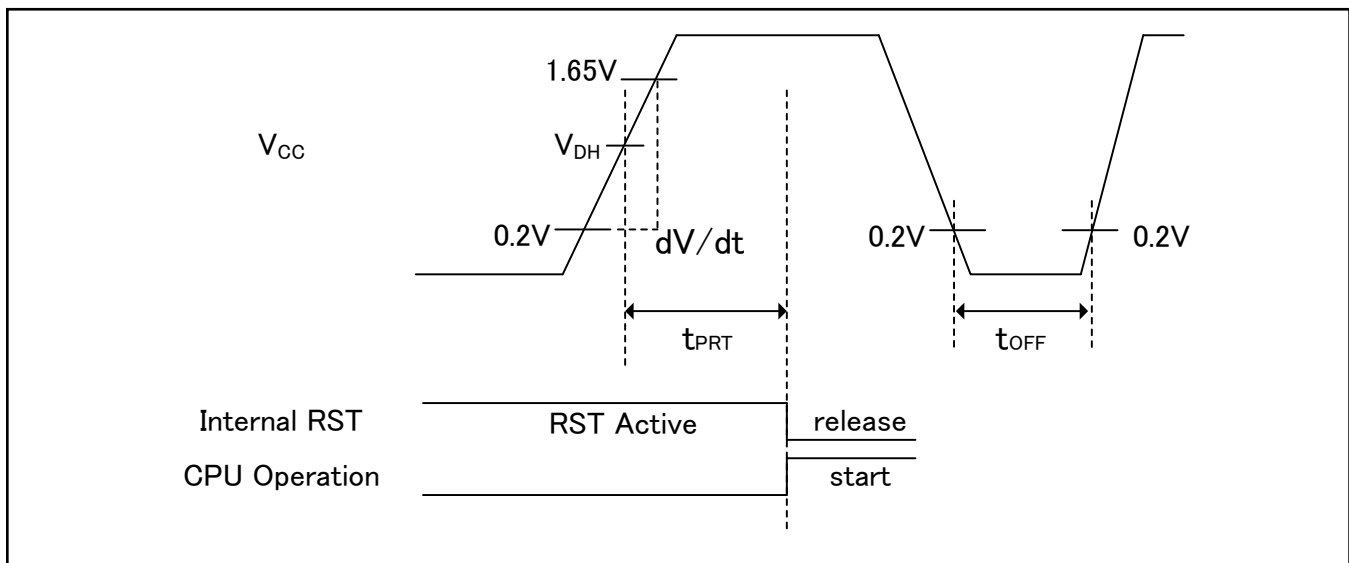 1.65V
VCC
VDH
0.2V
dV/dt
0.2V
0.2V
tPRT
tOFF
Internal RST
RST Active
release
CPU Operation
start